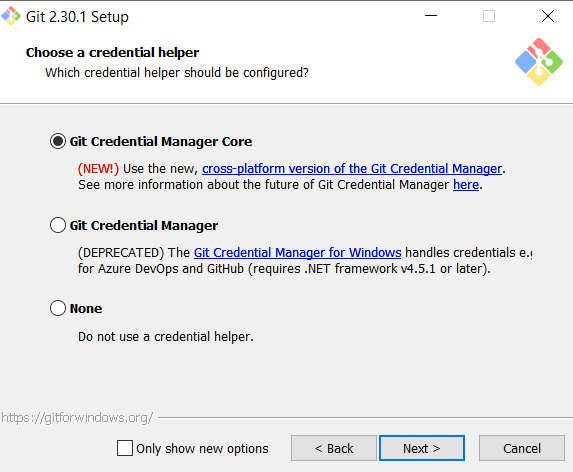 Git 2.30.1 Setup
Choose a credential helper
Which credential helper should be configured?
Git Credential Manager Core
(NEW!) Use the new, cross-platform version of the Git Credential Manager.
See more information about the future of Git Credential Manager here.
Git Credential Manager
(DEPRECATED) The Git Credential Manager for Windows handles credentials e.g
for Azure DevOps and GitHub (requires .NET framework v4.5.1 or later).
None
Do not use a credential helper.
https://gitforwindows.org/
Only show new options
< Back
Next >
Cancel